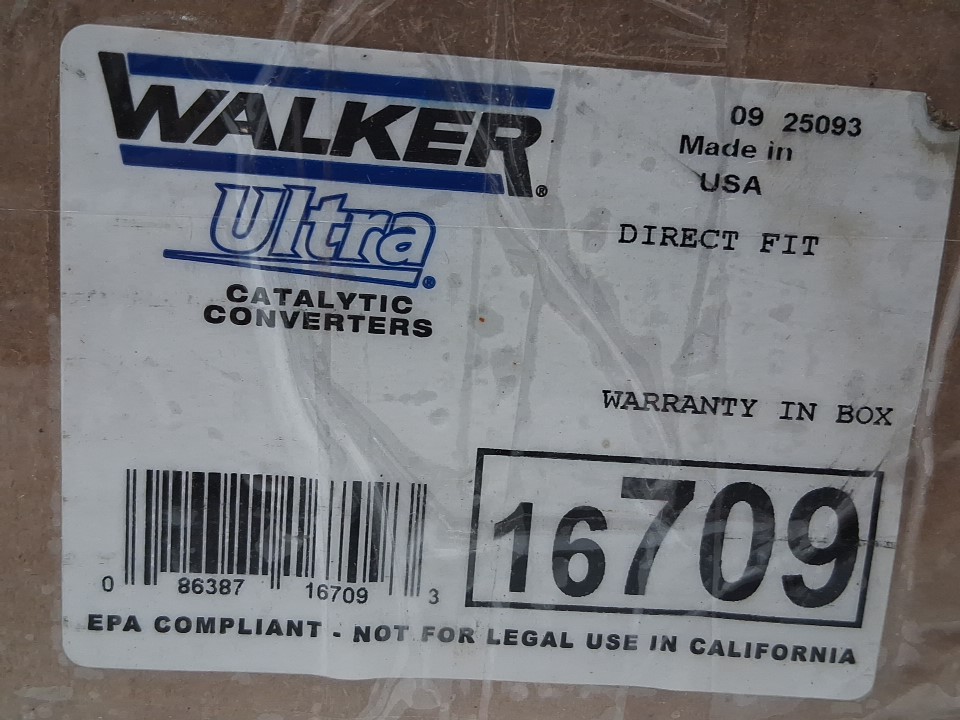 WALKER®
Ultra®
CATALYTIC
CONVERTERS
09 25093
Made in
USA
DIRECT FIT
WARRANTY IN BOX
16709
0 86387 16709 3
EPA COMPLIANT - NOT FOR LEGAL USE IN CALIFORNIA